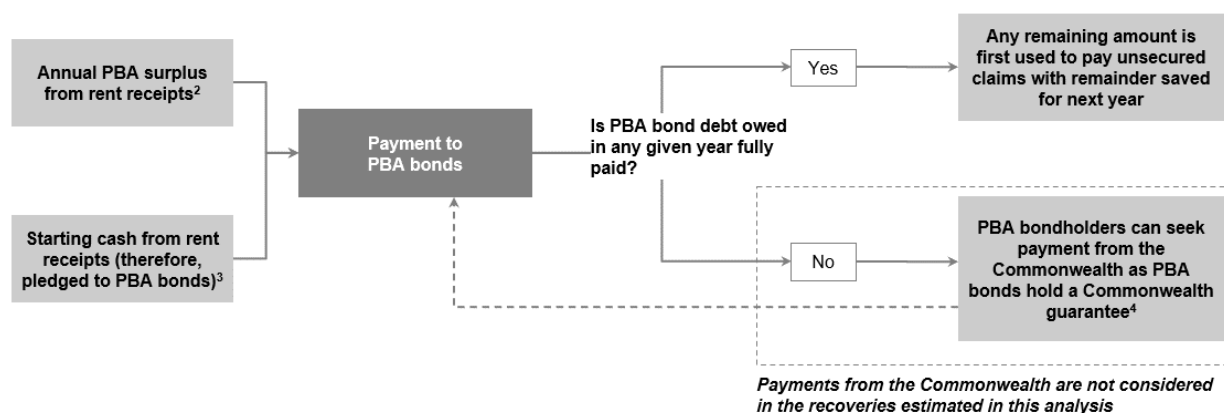 Annual PBA surplus
from rent receipts²
Starting cash from rent
receipts (therefore,
pledged to PBA bonds)³
Payment to
PBA bonds
Is PBA bond debt owed
in any given year fully
paid?
Yes
Any remaining amount is
first used to pay unsecured
claims with remainder saved
for next year
No
PBA bondholders can seek
payment from the
Commonwealth as PBA
bonds hold a Commonwealth
guarantee⁴
Payments from the Commonwealth are not considered
in the recoveries estimated in this analysis